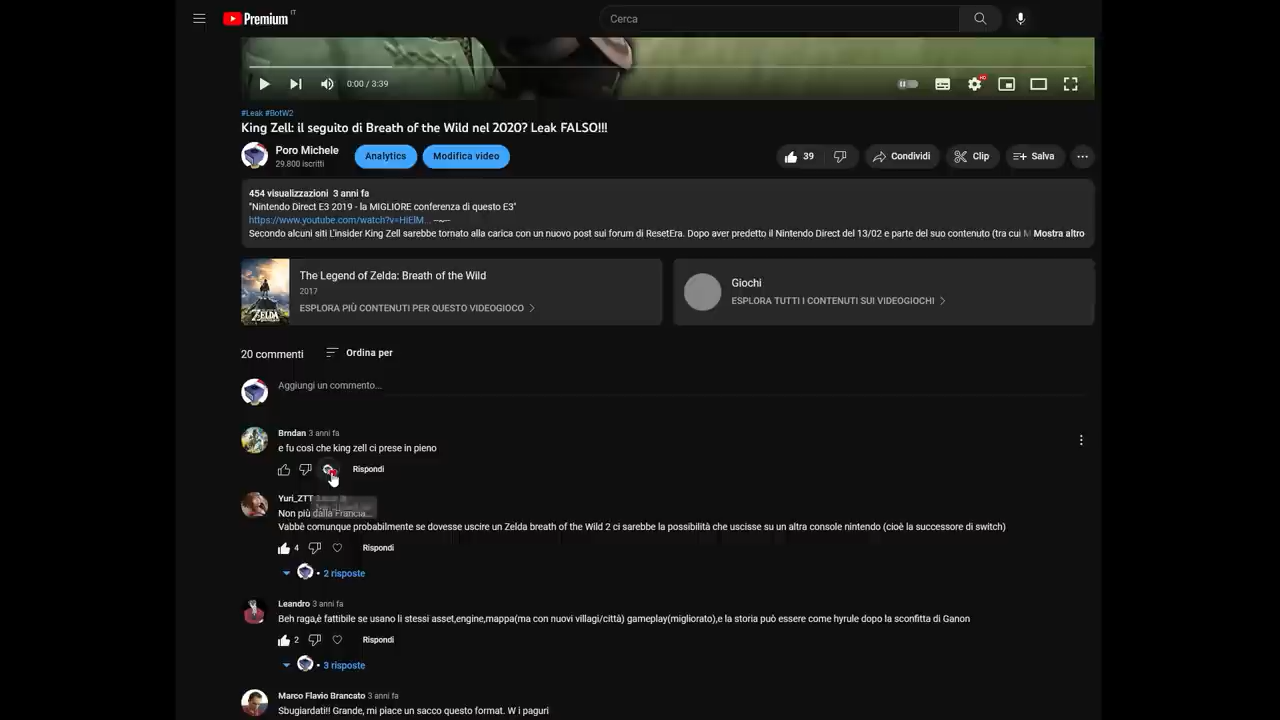 Premium IT
Cerca
0:00 / 3:39
HD
#Leak #BotW2
King Zell: il seguito di Breath of the Wild nel 2020? Leak FALSO!!!
Poro Michele
29.800 iscritti
Analytics
Modifica video
39
Condividi
Clip
Salva
454 visualizzazioni 3 anni fa
"Nintendo Direct E3 2019 - la MIGLIORE conferenza di questo E3"
https://www.youtube.com/watch?v=HiElM... --~--
Secondo alcuni siti L'insider King Zell sarebbe tornato alla carica con un nuovo post sui forum di ResetEra. Dopo aver predetto il Nintendo Direct del 13/02 e parte del suo contenuto (tra cui M Mostra altro
ZELDA
The Legend of Zelda: Breath of the Wild
2017
ESPLORA PIÙ CONTENUTI PER QUESTO VIDEOGIOCO
Giochi
ESPLORA TUTTI I CONTENUTI SUI VIDEOGIOCHI
20 commenti
Ordina per
Aggiungi un commento...
Brndan 3 anni fa
e fu così che king zell ci prese in pieno
Rispondi
Yuri_ZTT
Non più dalla Francia...
Vabbè comunque probabilmente se dovesse uscire un Zelda breath of the Wild 2 ci sarebbe la possibilità che uscisse su un altra console nintendo (cioè la successore di switch)
4
Rispondi
• 2 risposte
Leandro 3 anni fa
Beh raga,è fattibile se usano li stessi asset,engine,mappa(ma con nuovi villagi/città) gameplay(migliorato),e la storia può essere come hyrule dopo la sconfitta di Ganon
2
Rispondi
• 3 risposte
Marco Flavio Brancato 3 anni fa
Sbugiardati!! Grande, mi piace un sacco questo format. W i paguri